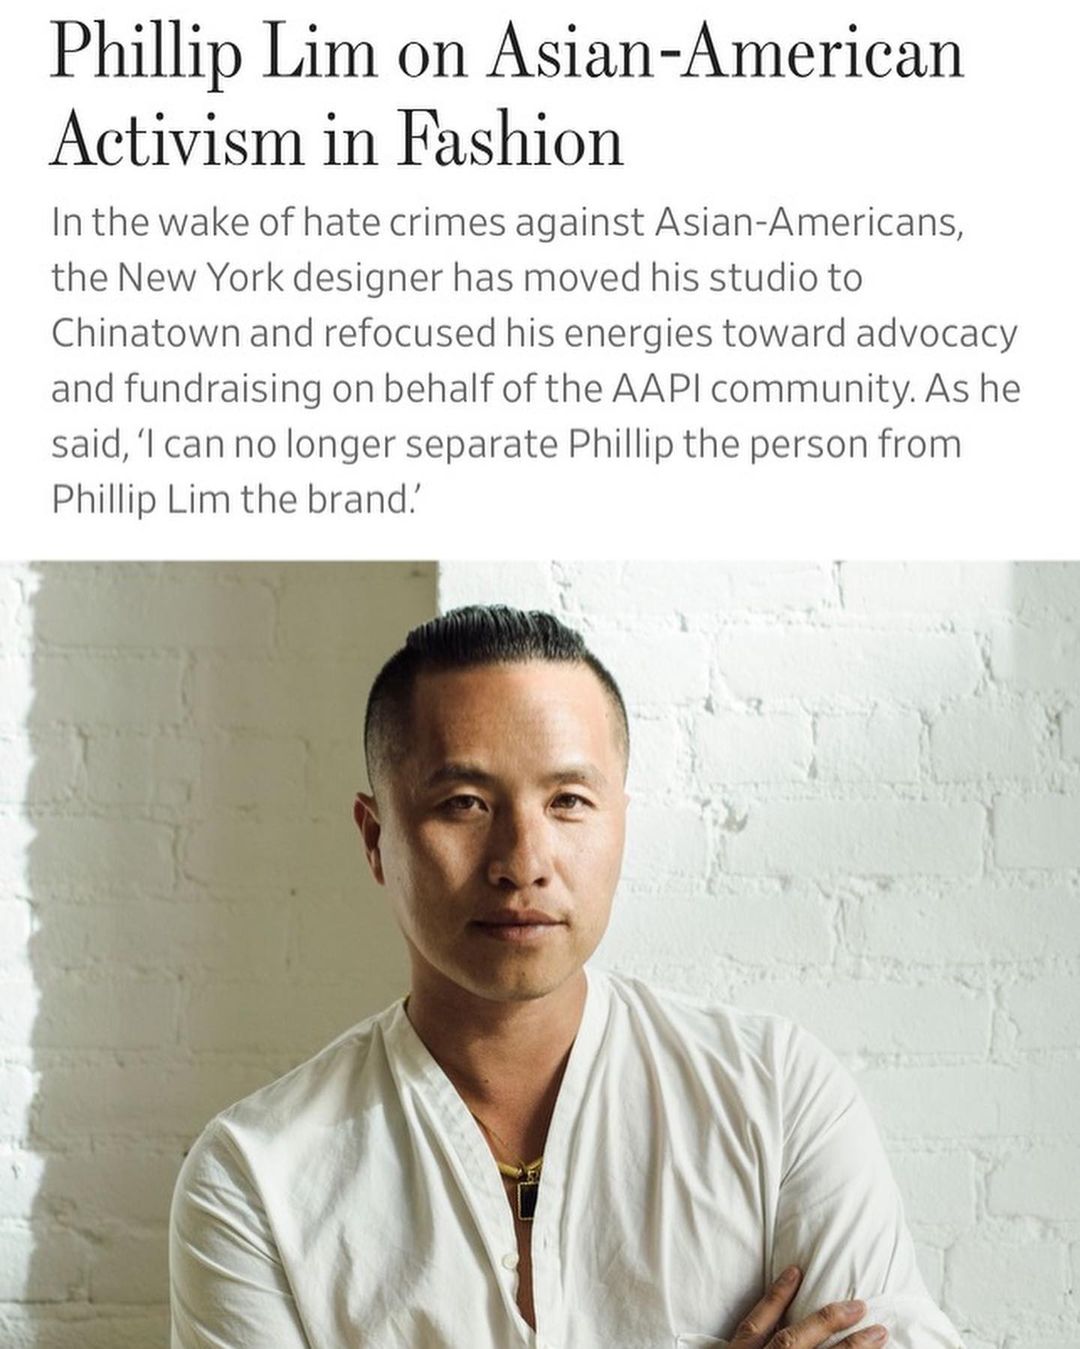 Phillip Lim on Asian-American
Activism in Fashion
In the wake of hate crimes against Asian-Americans,
the New York designer has moved his studio to
Chinatown and refocused his energies toward advocacy
and fundraising on behalf of the AAPI community. As he
said, ‘I can no longer separate Phillip the person from
Phillip Lim the brand.’